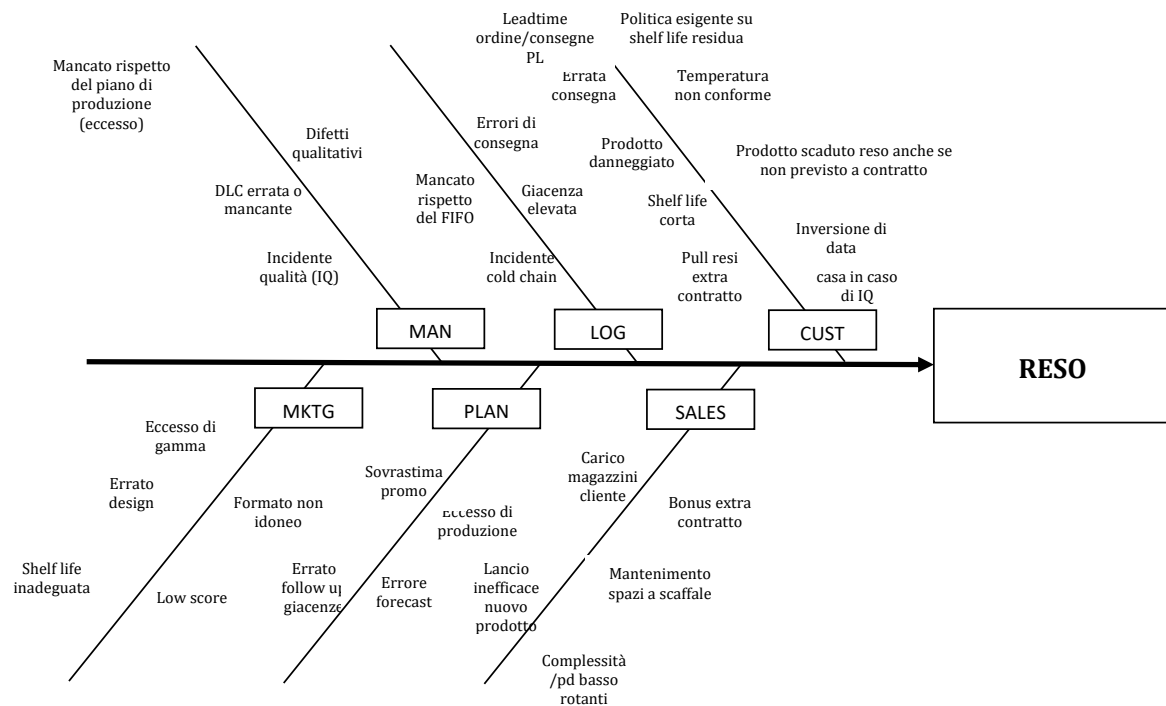 Leadtime
ordine/consegne
PL
Politica esigente su
shelf life residua
Mancato rispetto
del piano di
produzione
(eccesso)
Errata
consegna
Temperatura
non conforme
Difetti
qualitativi
Errori di
consegna
Prodotto
danneggiato
Prodotto scaduto reso anche se
non previsto a contratto
DLC errata o
mancante
Mancato
rispetto
del FIFO
Giacenza
elevata
Shelf life
corta
Inversione di
data
Incidente
qualità (IQ)
Incidente
cold chain
Pull resi
extra
contratto
casa in caso
di IQ
MAN
LOG
CUST
RESO
MKTG
PLAN
SALES
Eccesso di
gamma
Errato
design
Formato non
idoneo
Shelf life
inadeguata
Low score
Sovrastima
promo
Eccesso di
produzione
Errato
follow up
giacenze
Errore
forecast
Carico
magazzini
cliente
Bonus extra
contratto
Lancio
inefficace
nuovo
prodotto
Mantenimento
spazi a scaffale
Complessità
/pd basso
rotanti